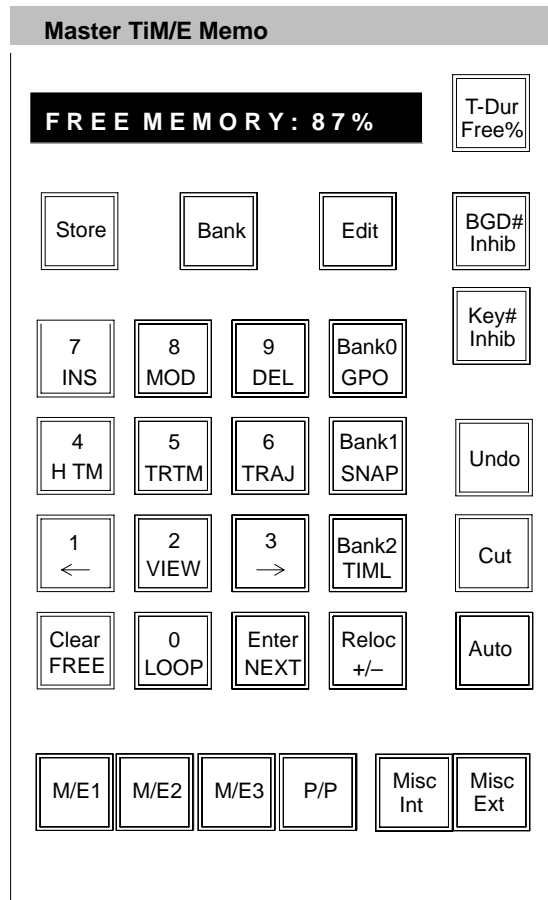 Master TiM/E Memo
FREE MEMORY: 87%
T-Dur
Free%
Store
Bank
Edit
BGD#
Inhib
Key#
Inhib
7
INS
8
MOD
9
DEL
Bank0
GPO
4
H TM
5
TRTM
6
TRAJ
Bank1
SNAP
Undo
1
←
2
VIEW
3
→
Bank2
TIML
Cut
Clear
FREE
0
LOOP
Enter
NEXT
Reloc
+/–
Auto
M/E1
M/E2
M/E3
P/P
Misc
Int
Misc
Ext